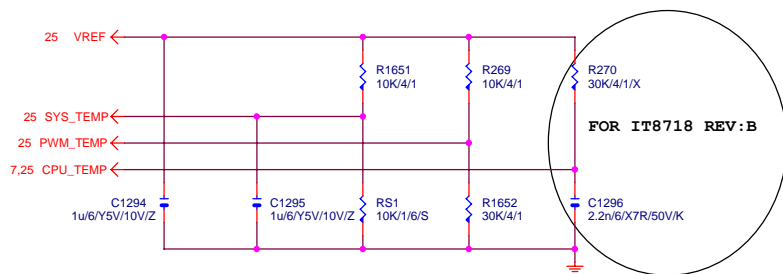 25 VREF
R1651
10K/4/1
R269
10K/4/1
R270
30K/4/1/X
25 SYS_TEMP
FOR IT8718 REV:B
25 PWM_TEMP
7,25 CPU_TEMP
C1294
1u/6/Y5V/10V/Z
C1295
1u/6/Y5V/10V/Z
RS1
10K/1/6/S
R1652
30K/4/1
C1296
2.2n/6/X7R/50V/K